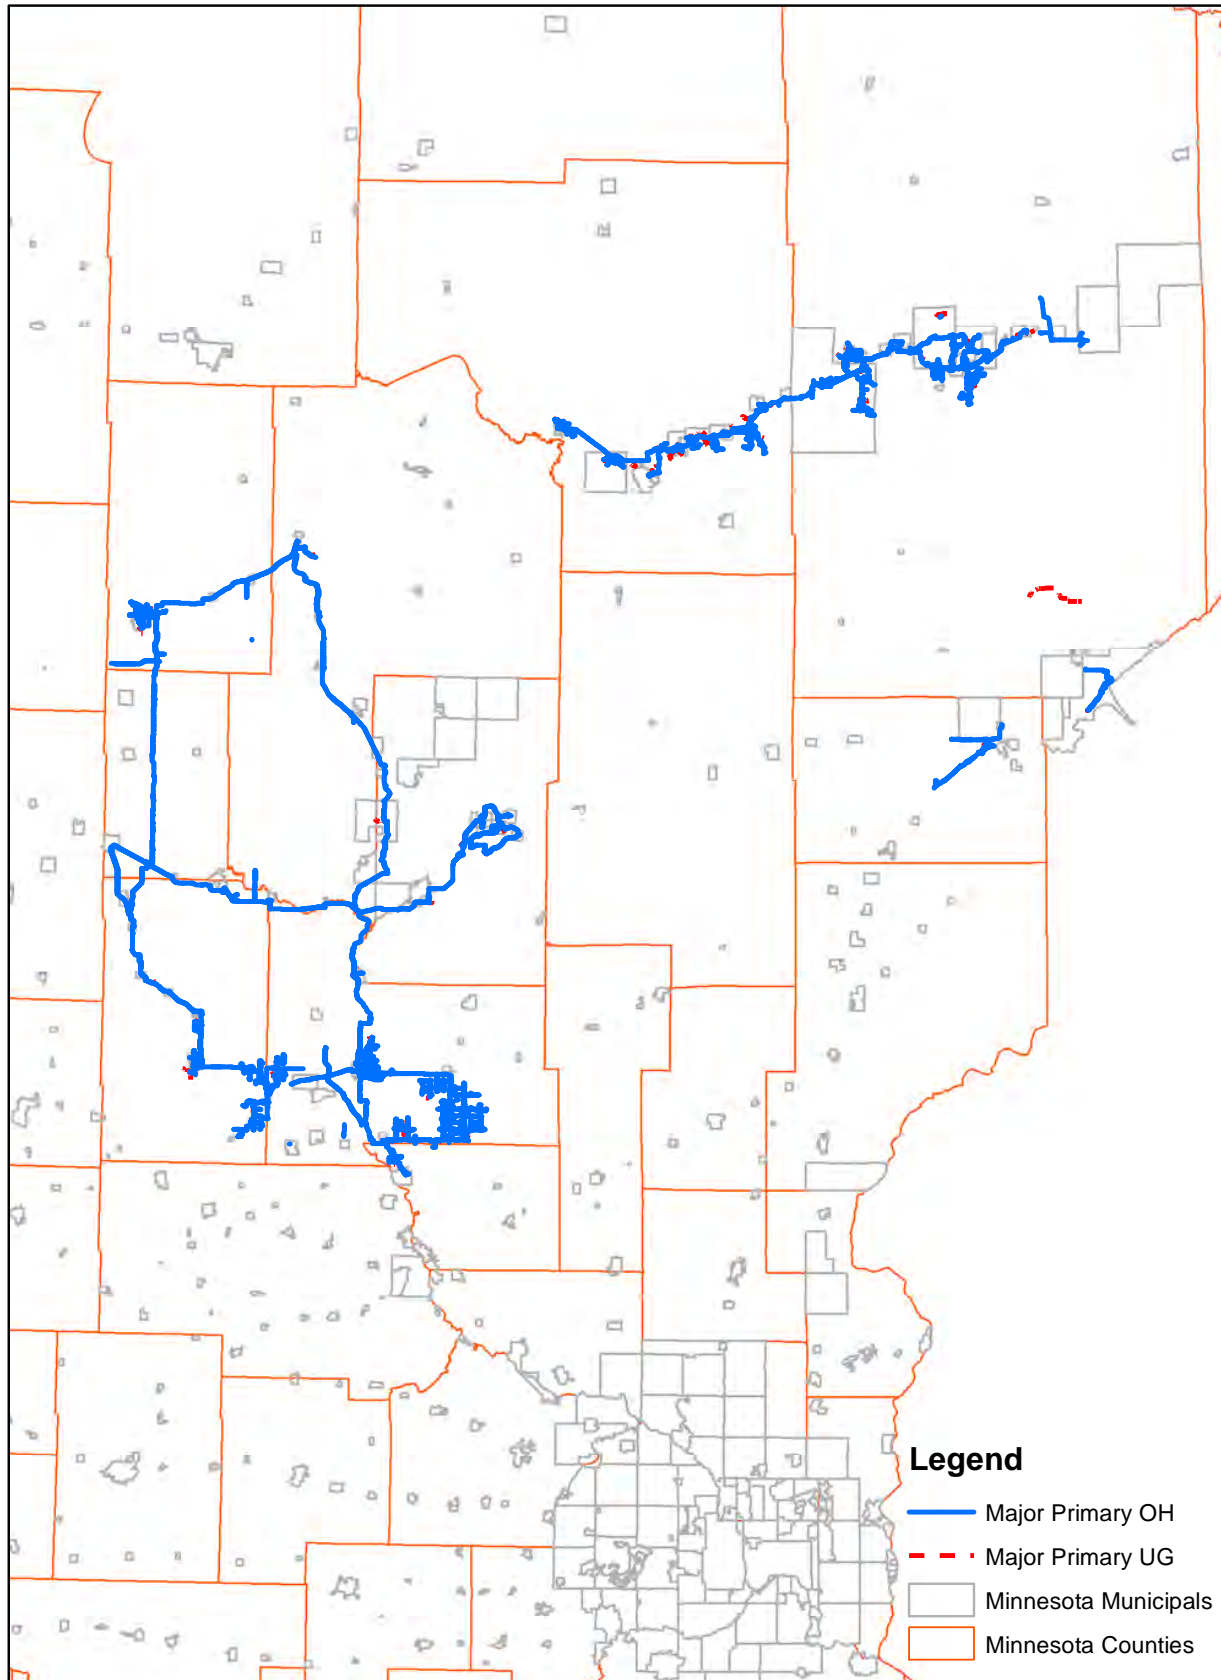 Legend
Major Primary OH
Major Primary UG
Minnesota Municipals
Minnesota Counties